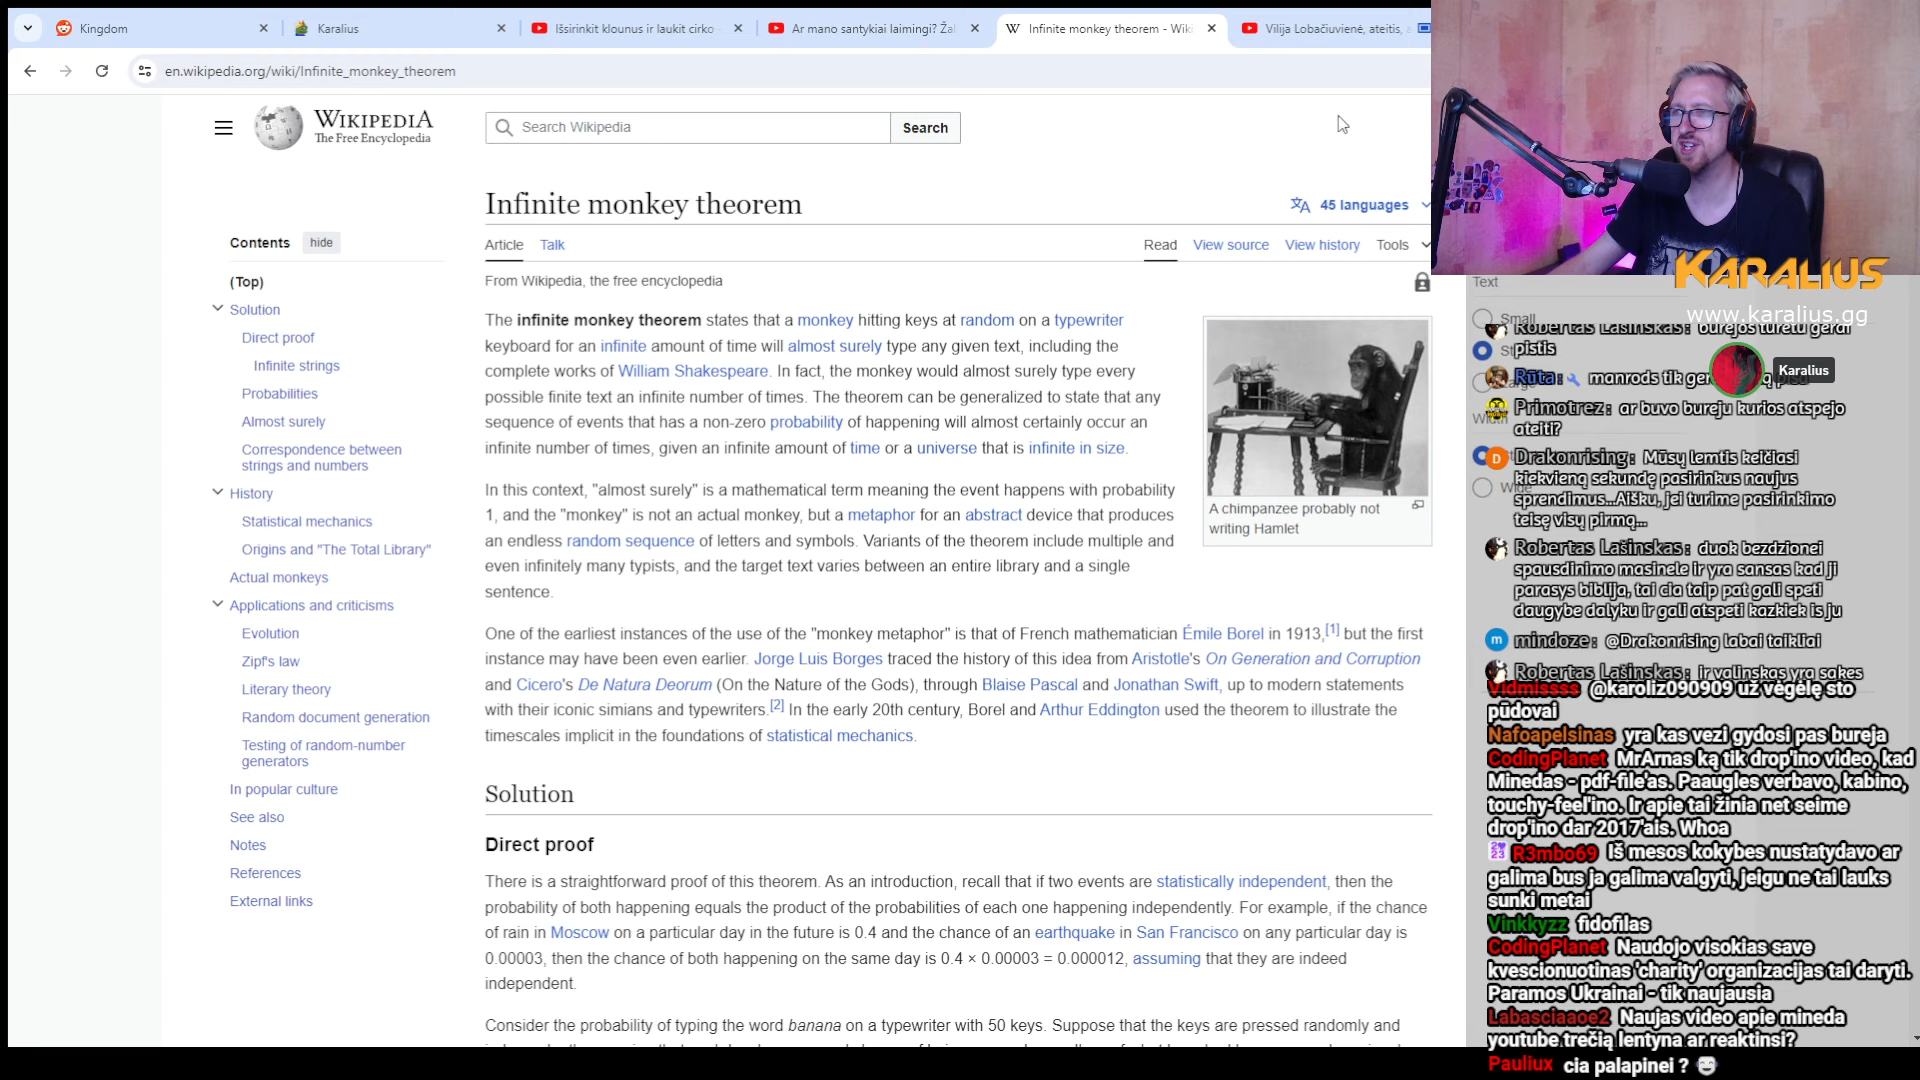 Kingdom
Karalius
Išsirinkit klounus ir laukit cirko
Ar mano santykiai laimingi? Žal
Infinite monkey theorem - Wiki
Vilija Lobačiuvienė, ateitis, a
en.wikipedia.org/wiki/Infinite_monkey_theorem
WIKIPEDIA
The Free Encyclopedia
Search Wikipedia
Search
Infinite monkey theorem
45 languages
Contents hide
(Top)
Solution
Direct proof
Infinite strings
Probabilities
Almost surely
Correspondence between
strings and numbers
History
Statistical mechanics
Origins and "The Total Library"
Actual monkeys
Applications and criticisms
Evolution
Zipf's law
Literary theory
Random document generation
Testing of random-number
generators
In popular culture
See also
Notes
References
External links
Article Talk
Read View source View history Tools
From Wikipedia, the free encyclopedia
The infinite monkey theorem states that a monkey hitting keys at random on a typewriter
keyboard for an infinite amount of time will almost surely type any given text, including the
complete works of William Shakespeare. In fact, the monkey would almost surely type every
possible finite text an infinite number of times. The theorem can be generalized to state that any
sequence of events that has a non-zero probability of happening will almost certainly occur an
infinite number of times, given an infinite amount of time or a universe that is infinite in size.
A chimpanzee probably not
writing Hamlet
In this context, "almost surely" is a mathematical term meaning the event happens with probability
1, and the "monkey" is not an actual monkey, but a metaphor for an abstract device that produces
an endless random sequence of letters and symbols. Variants of the theorem include multiple and
even infinitely many typists, and the target text varies between an entire library and a single
sentence.
One of the earliest instances of the use of the "monkey metaphor" is that of French mathematician Émile Borel in 1913,[1] but the first
instance may have been even earlier. Jorge Luis Borges traced the history of this idea from Aristotle's On Generation and Corruption
and Cicero's De Natura Deorum (On the Nature of the Gods), through Blaise Pascal and Jonathan Swift, up to modern statements
with their iconic simians and typewriters.[2] In the early 20th century, Borel and Arthur Eddington used the theorem to illustrate the
timescales implicit in the foundations of statistical mechanics.
Solution
Direct proof
There is a straightforward proof of this theorem. As an introduction, recall that if two events are statistically independent, then the
probability of both happening equals the product of the probabilities of each one happening independently. For example, if the chance
of rain in Moscow on a particular day in the future is 0.4 and the chance of an earthquake in San Francisco on any particular day is
0.00003, then the chance of both happening on the same day is 0.4 × 0.00003 = 0.000012, assuming that they are indeed
independent.
Consider the probability of typing the word banana on a typewriter with 50 keys. Suppose that the keys are pressed randomly and
KARALIUS
www.karalius.gg
Text
Small
Robertas Lašinskas: burejos turetu gerai
pistis
Karalius
Rūta: manrods tik
Primotrez: ar buvo bureju kurios atspejo
ateiti?
Drakonrising: Mūsų lemtis keičiasi
kiekvieną sekundę pasirinkus naujus
sprendimus...Aišku, jei turime pasirinkimo
teisę visų pirmą...
Robertas Lašinskas: duok bezdzionei
spausdinimo masinele ir yra sansas kad ji
parasys biblija, tai cia taip pat gali speti
daugybe dalyku ir gali atspeti kazkiek is ju
mindoze: @Drakonrising labai taikliai
Robertas Lašinskas: ir valinskas yra sakes
Vidmissss @karoliz090909 už vėgėlę sto
pūdovai
Nafoapelsinas yra kas vezi gydosi pas bureja
CodingPlanet MrArnas ką tik drop'ino video, kad
Minedas - pdf-file'as. Paaugles verbavo, kabino,
touchy-feel'ino. Ir apie tai žinia net seime
drop'ino dar 2017'ais. Whoa
R3mbo69 Iš mesos kokybes nustatydavo ar
galima bus ja galima valgyti, jeigu ne tai lauks
sunki metai
Vinkkyzz fidofilas
CodingPlanet Naudojo visokias save
kvescionuotinas 'charity' organizacijas tai daryti.
Paramos Ukrainai - tik naujausia
Labasciaaoe2 Naujas video apie mineda
youtube trečią lentyna ar reaktinsi?
Pauliux cia palapinei ?